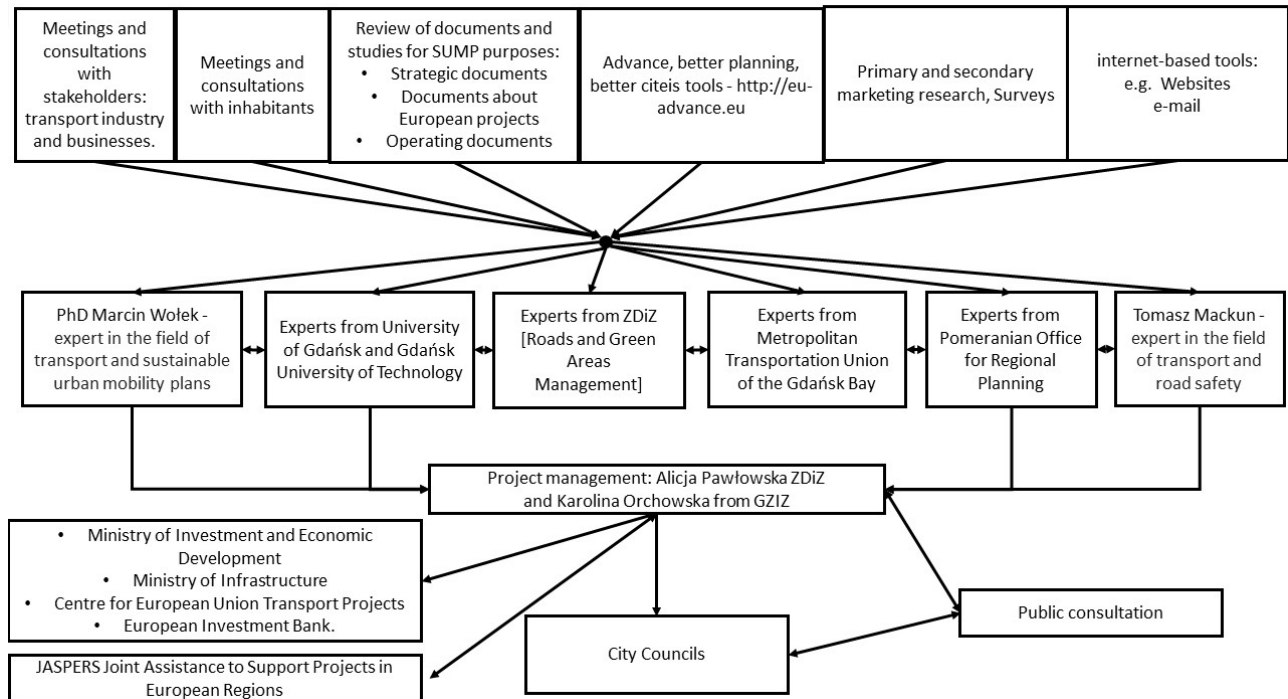 Meetings and
consultations
with
stakeholders:
transport industry
and businesses.
Meetings and
consultations
with inhabitants
Review of documents and
studies for SUMP purposes:
• Strategic documents
• Documents about
European projects
• Operating documents
Advance, better planning,
better citeis tools - http://eu-
advance.eu
Primary and secondary
marketing research, Surveys
internet-based tools:
e.g. Websites
e-mail
PhD Marcin Wołek -
expert in the field of
transport and sustainable
urban mobility plans
Experts from University
of Gdańsk and Gdańsk
University of Technology
Experts from ZDiZ
[Roads and Green
Areas
Management]
Experts from
Metropolitan
Transportation Union
of the Gdańsk Bay
Experts from
Pomeranian Office
for Regional
Planning
Tomasz Mackun -
expert in the field
of transport and
road safety
Project management: Alicja Pawłowska ZDiZ
and Karolina Orchowska from GZIZ
• Ministry of Investment and Economic
Development
• Ministry of Infrastructure
• Centre for European Union Transport Projects
• European Investment Bank.
Public consultation
City Councils
JASPERS Joint Assistance to Support Projects in
European Regions